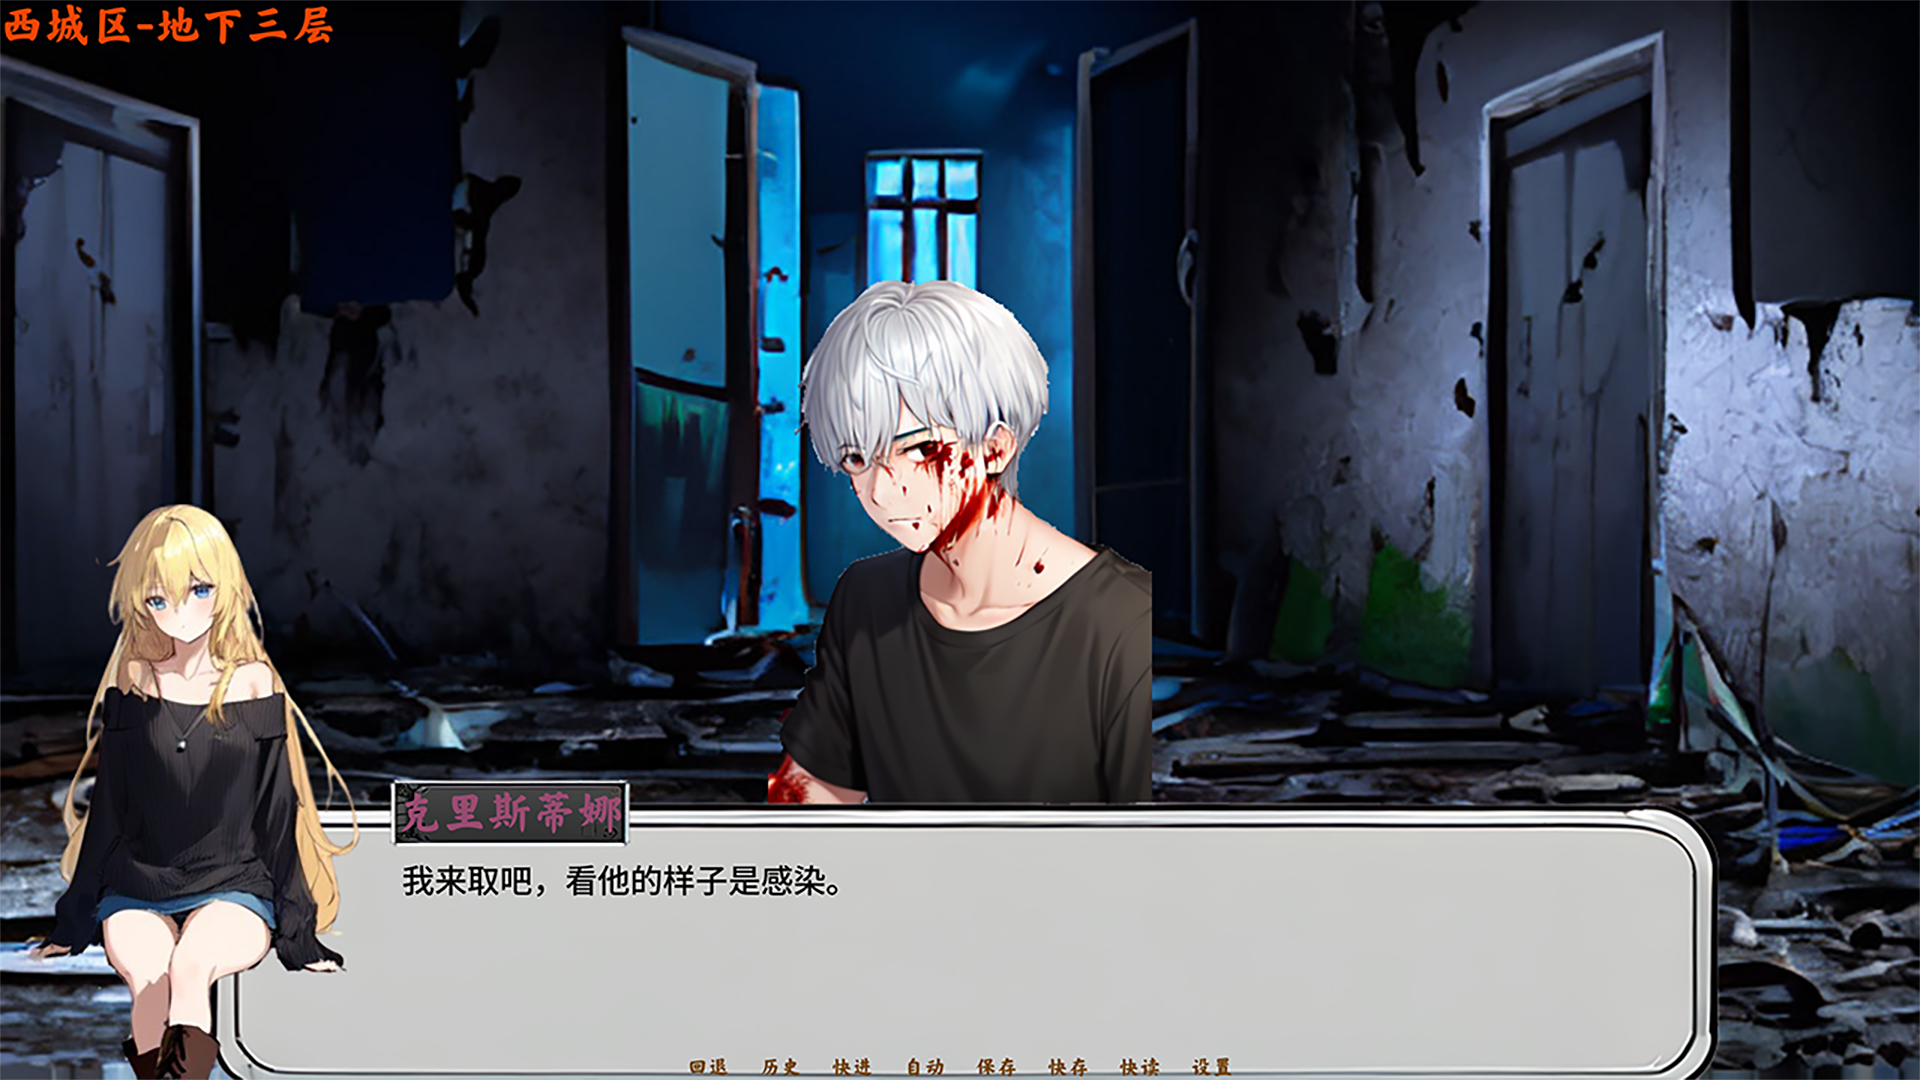 西城区-地下三层
克里斯蒂娜
我来取吧，看他的样子是感染。
回退 历史 快进 自动 保存 快存 快读 设置